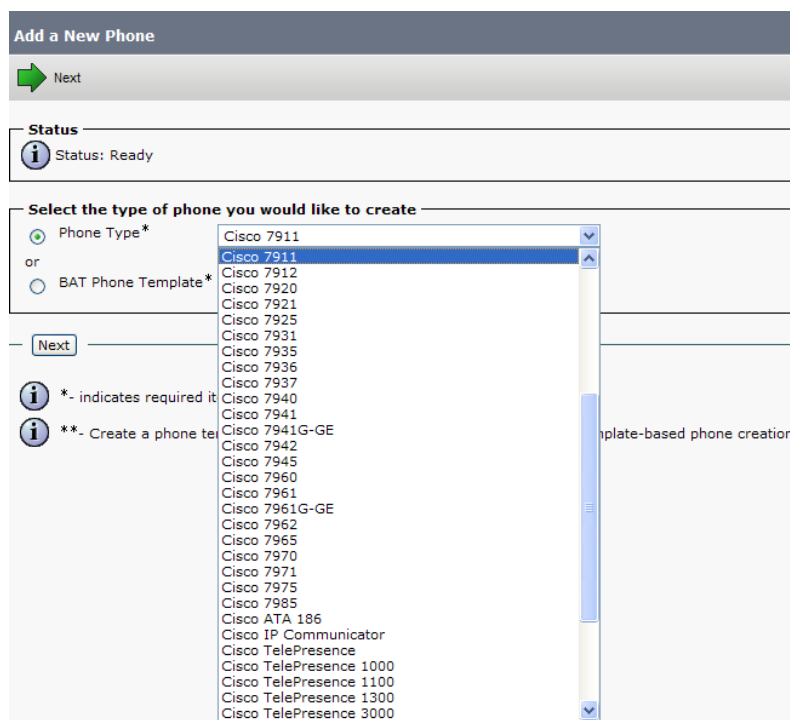 Add a New Phone
Next
Status
Status: Ready
Select the type of phone you would like to create
Phone Type*
Cisco 7911
or
BAT Phone Template*
Cisco 7911
Cisco 7912
Cisco 7920
Cisco 7921
Cisco 7925
Cisco 7931
Cisco 7935
Cisco 7936
Cisco 7937
Cisco 7940
Cisco 7941
Cisco 7941G-GE
Cisco 7942
Cisco 7945
Cisco 7960
Cisco 7961
Cisco 7961G-GE
Cisco 7962
Cisco 7965
Cisco 7970
Cisco 7971
Cisco 7975
Cisco 7985
Cisco ATA 186
Cisco IP Communicator
Cisco TelePresence
Cisco TelePresence 1000
Cisco TelePresence 1100
Cisco TelePresence 1300
Cisco TelePresence 3000
Next
*- indicates required it
**- Create a phone te mplate-based phone creation